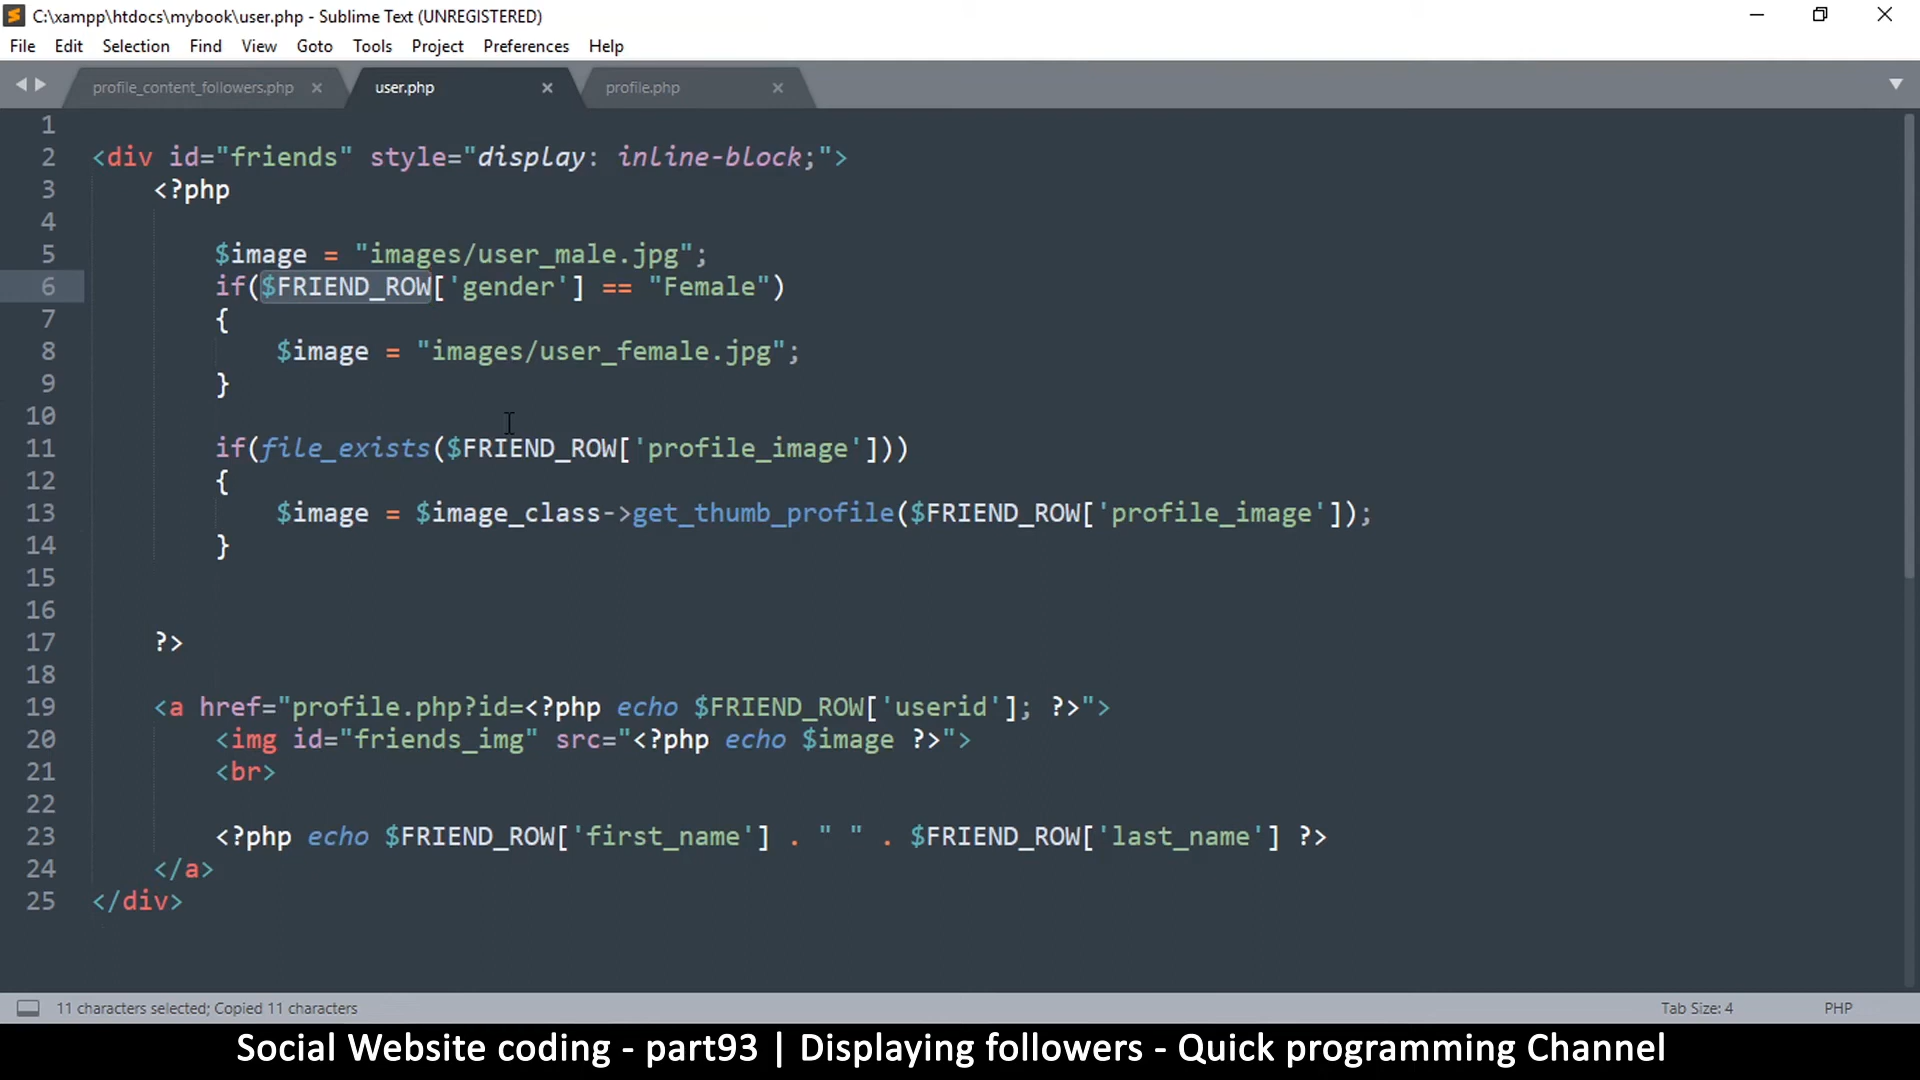 C:\xampp\htdocs\mybook\user.php - Sublime Text (UNREGISTERED)
File Edit Selection Find View Goto Tools Project Preferences Help
profile_content_followers.php × user.php × profile.php ×
1
2 <div id="friends" style="display: inline-block;">
3 <?php
4
5 $image = "images/user_male.jpg";
6 if($FRIEND_ROW['gender'] == "Female")
7 {
8 $image = "images/user_female.jpg";
9 }
10
11 if(file_exists($FRIEND_ROW['profile_image']))
12 {
13 $image = $image_class->get_thumb_profile($FRIEND_ROW['profile_image']);
14 }
15
16
17 ?>
18
19 <a href="profile.php?id=<?php echo $FRIEND_ROW['userid']; ?>">
20 <img id="friends_img" src="<?php echo $image ?>">
21 <br>
22
23 <?php echo $FRIEND_ROW['first_name'] . " " . $FRIEND_ROW['last_name'] ?>
24 </a>
25 </div>
11 characters selected; Copied 11 characters Tab Size: 4 PHP
Social Website coding - part93 | Displaying followers - Quick programming Channel